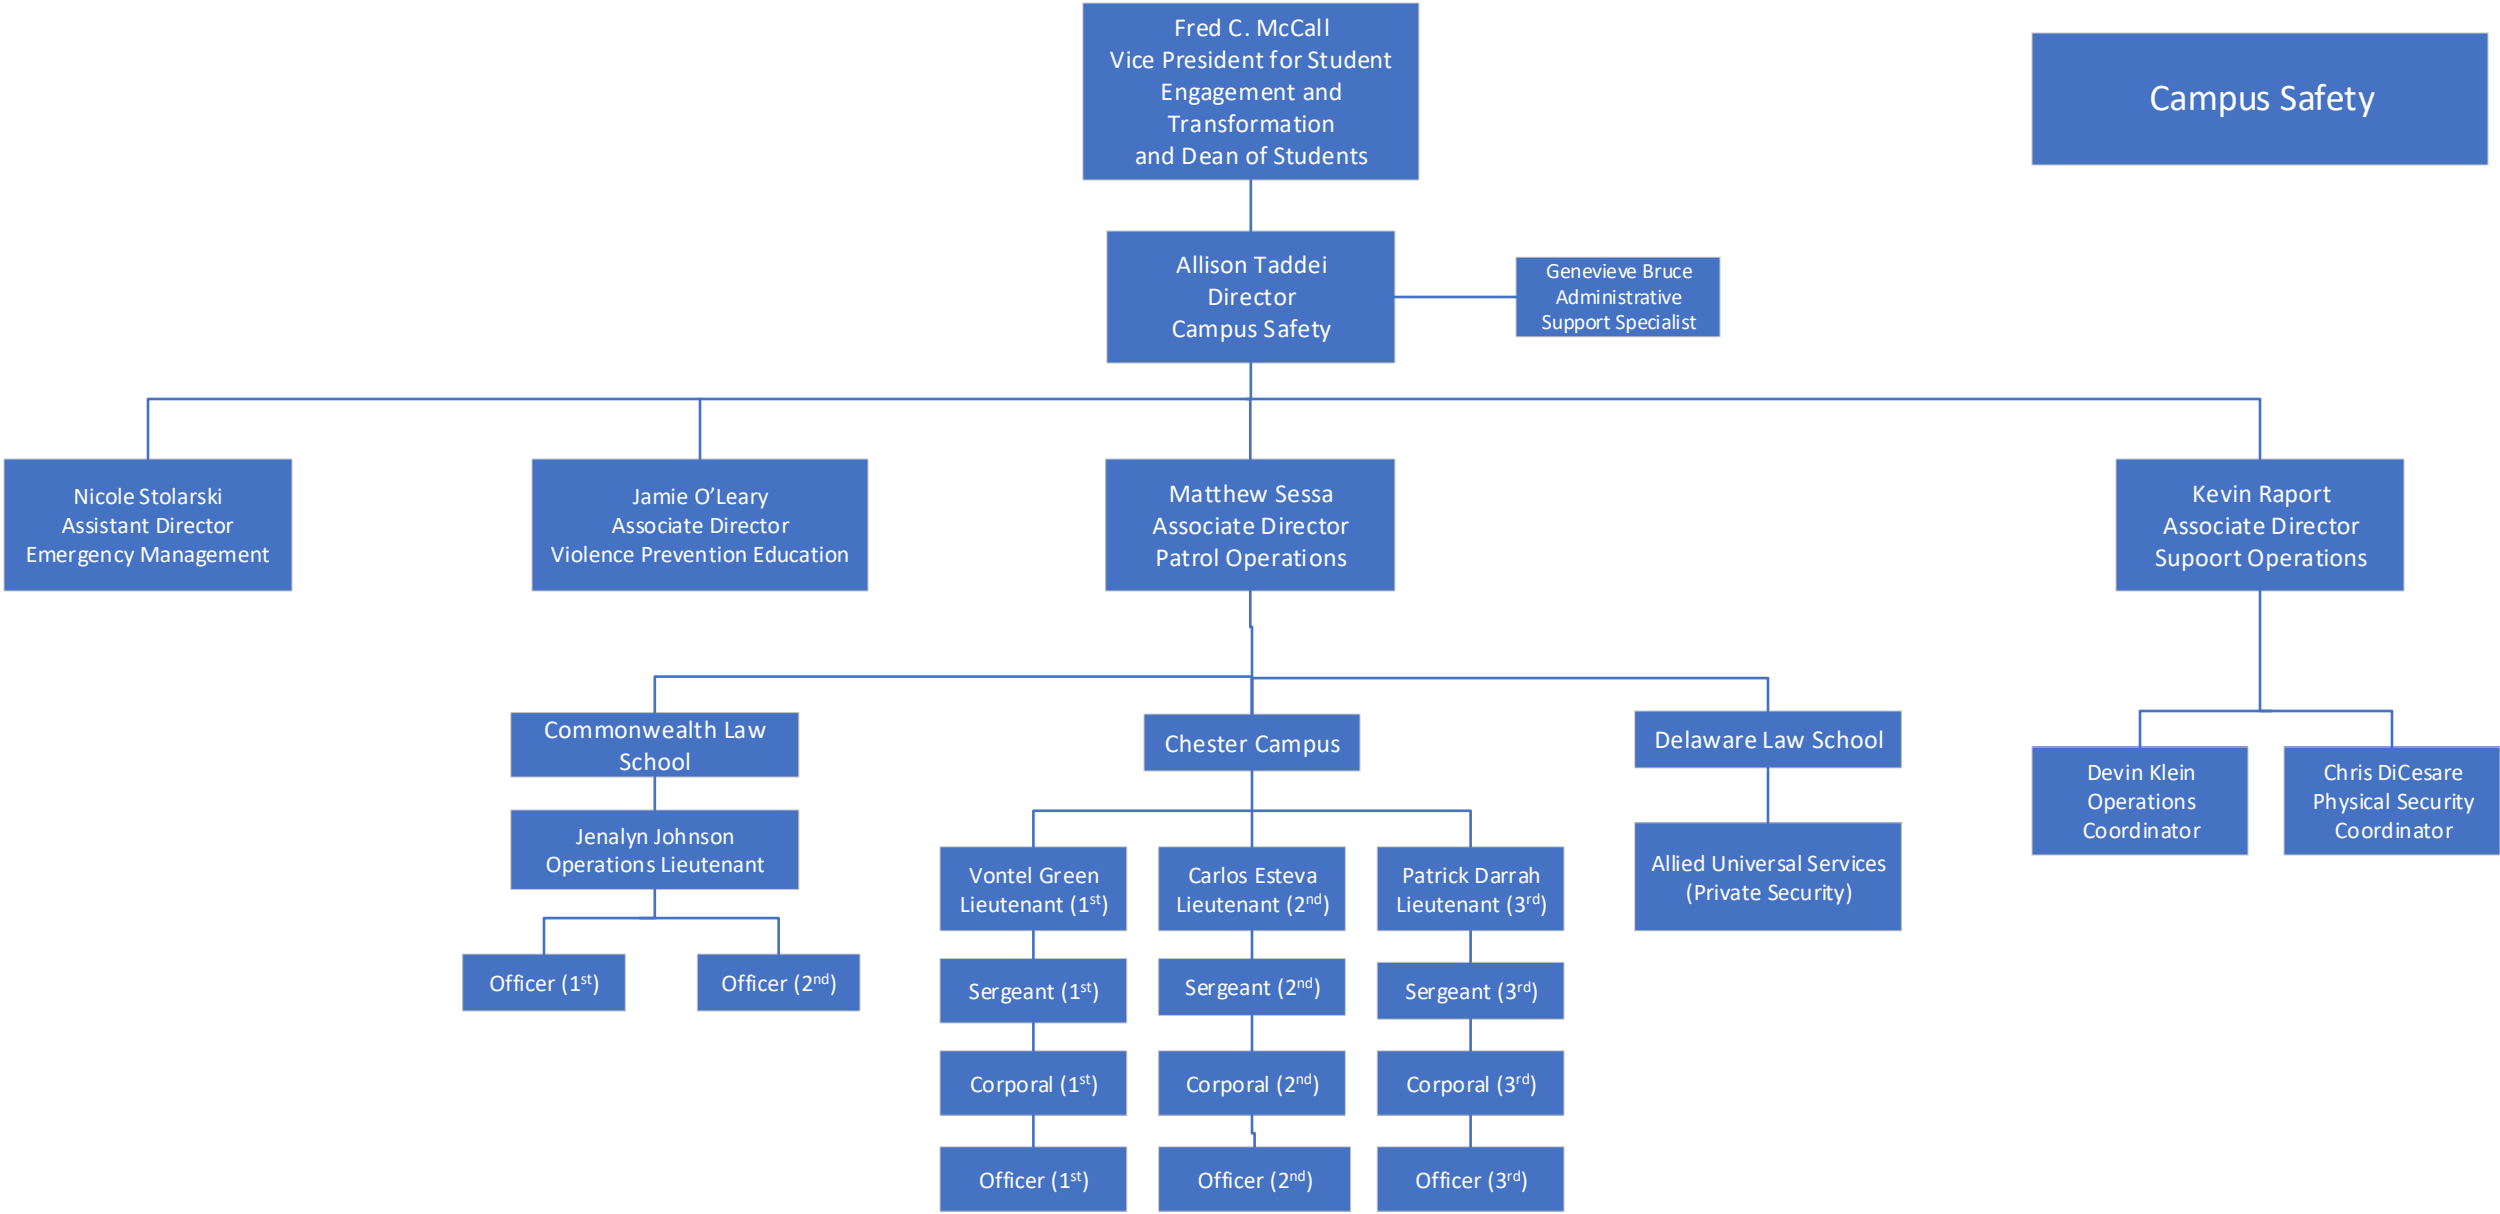 Fred C. McCall
Vice President for Student
Engagement and
Transformation
and Dean of Students
Campus Safety
Allison Taddei
Director
Campus Safety
Genevieve Bruce
Administrative
Support Specialist
Nicole Stolarski
Assistant Director
Emergency Management
Jamie O’Leary
Associate Director
Violence Prevention Education
Matthew Sessa
Associate Director
Patrol Operations
Kevin Raport
Associate Director
Supoort Operations
Commonwealth Law
School
Chester Campus
Delaware Law School
Devin Klein
Operations
Coordinator
Chris DiCesare
Physical Security
Coordinator
Jenalyn Johnson
Operations Lieutenant
Vontel Green
Lieutenant (1st)
Carlos Esteva
Lieutenant (2nd)
Patrick Darrah
Lieutenant (3rd)
Allied Universal Services
(Private Security)
Officer (1st)
Officer (2nd)
Sergeant (1st)
Sergeant (2nd)
Sergeant (3rd)
Corporal (1st)
Corporal (2nd)
Corporal (3rd)
Officer (1st)
Officer (2nd)
Officer (3rd)